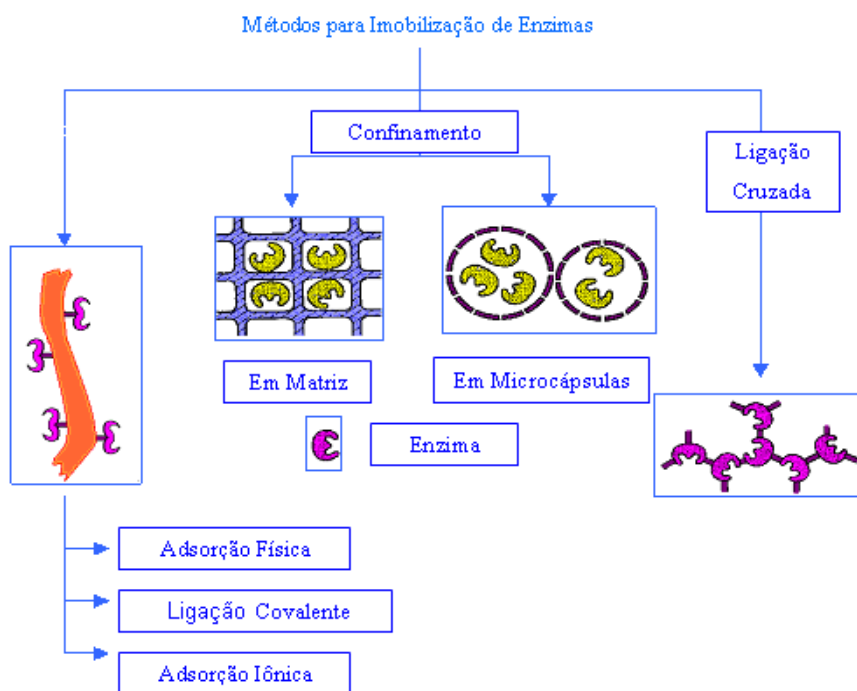 Métodos para Imobilização de Enzimas
Confinamento
Ligação
Cruzada
Em Matriz
Em Microcápsulas
Enzima
Adsorção Física
Ligação Covalente
Adsorção Iônica